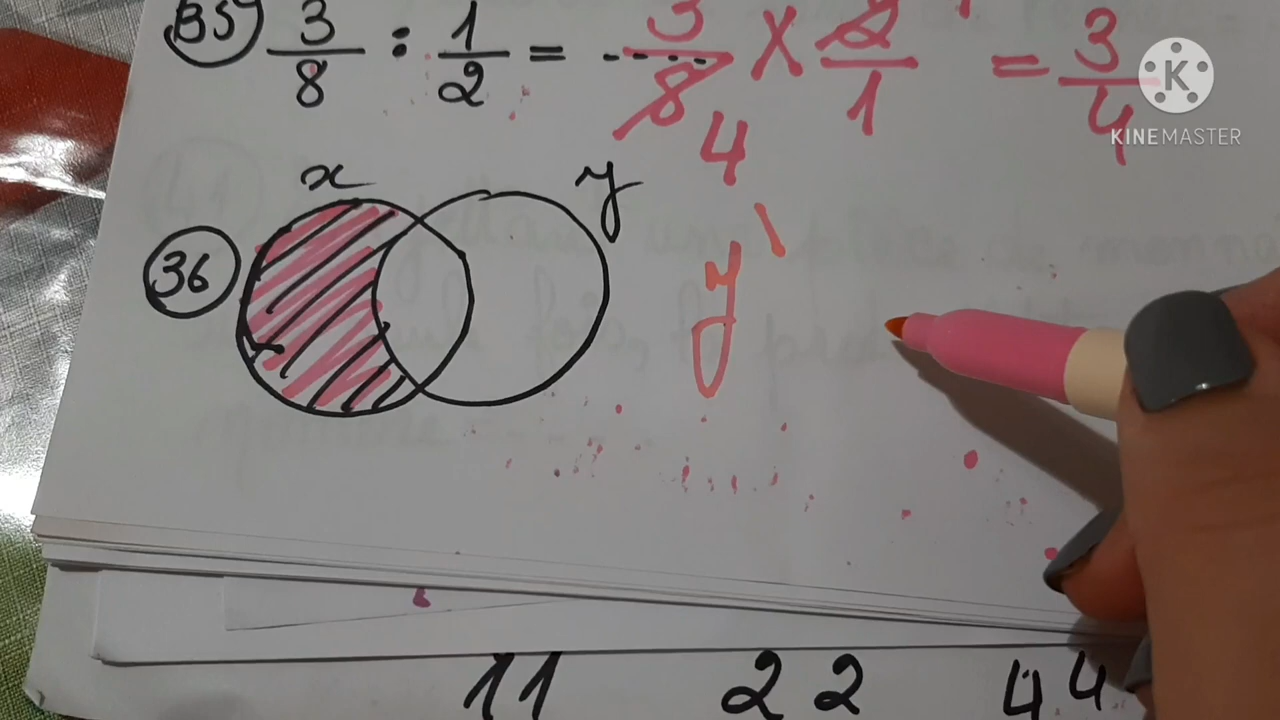 35 3/8 : 1/2 = ..... 3/8 X 2/1 = 3/4
4
K
KINEMASTER
x y
36
y \
11 22 44